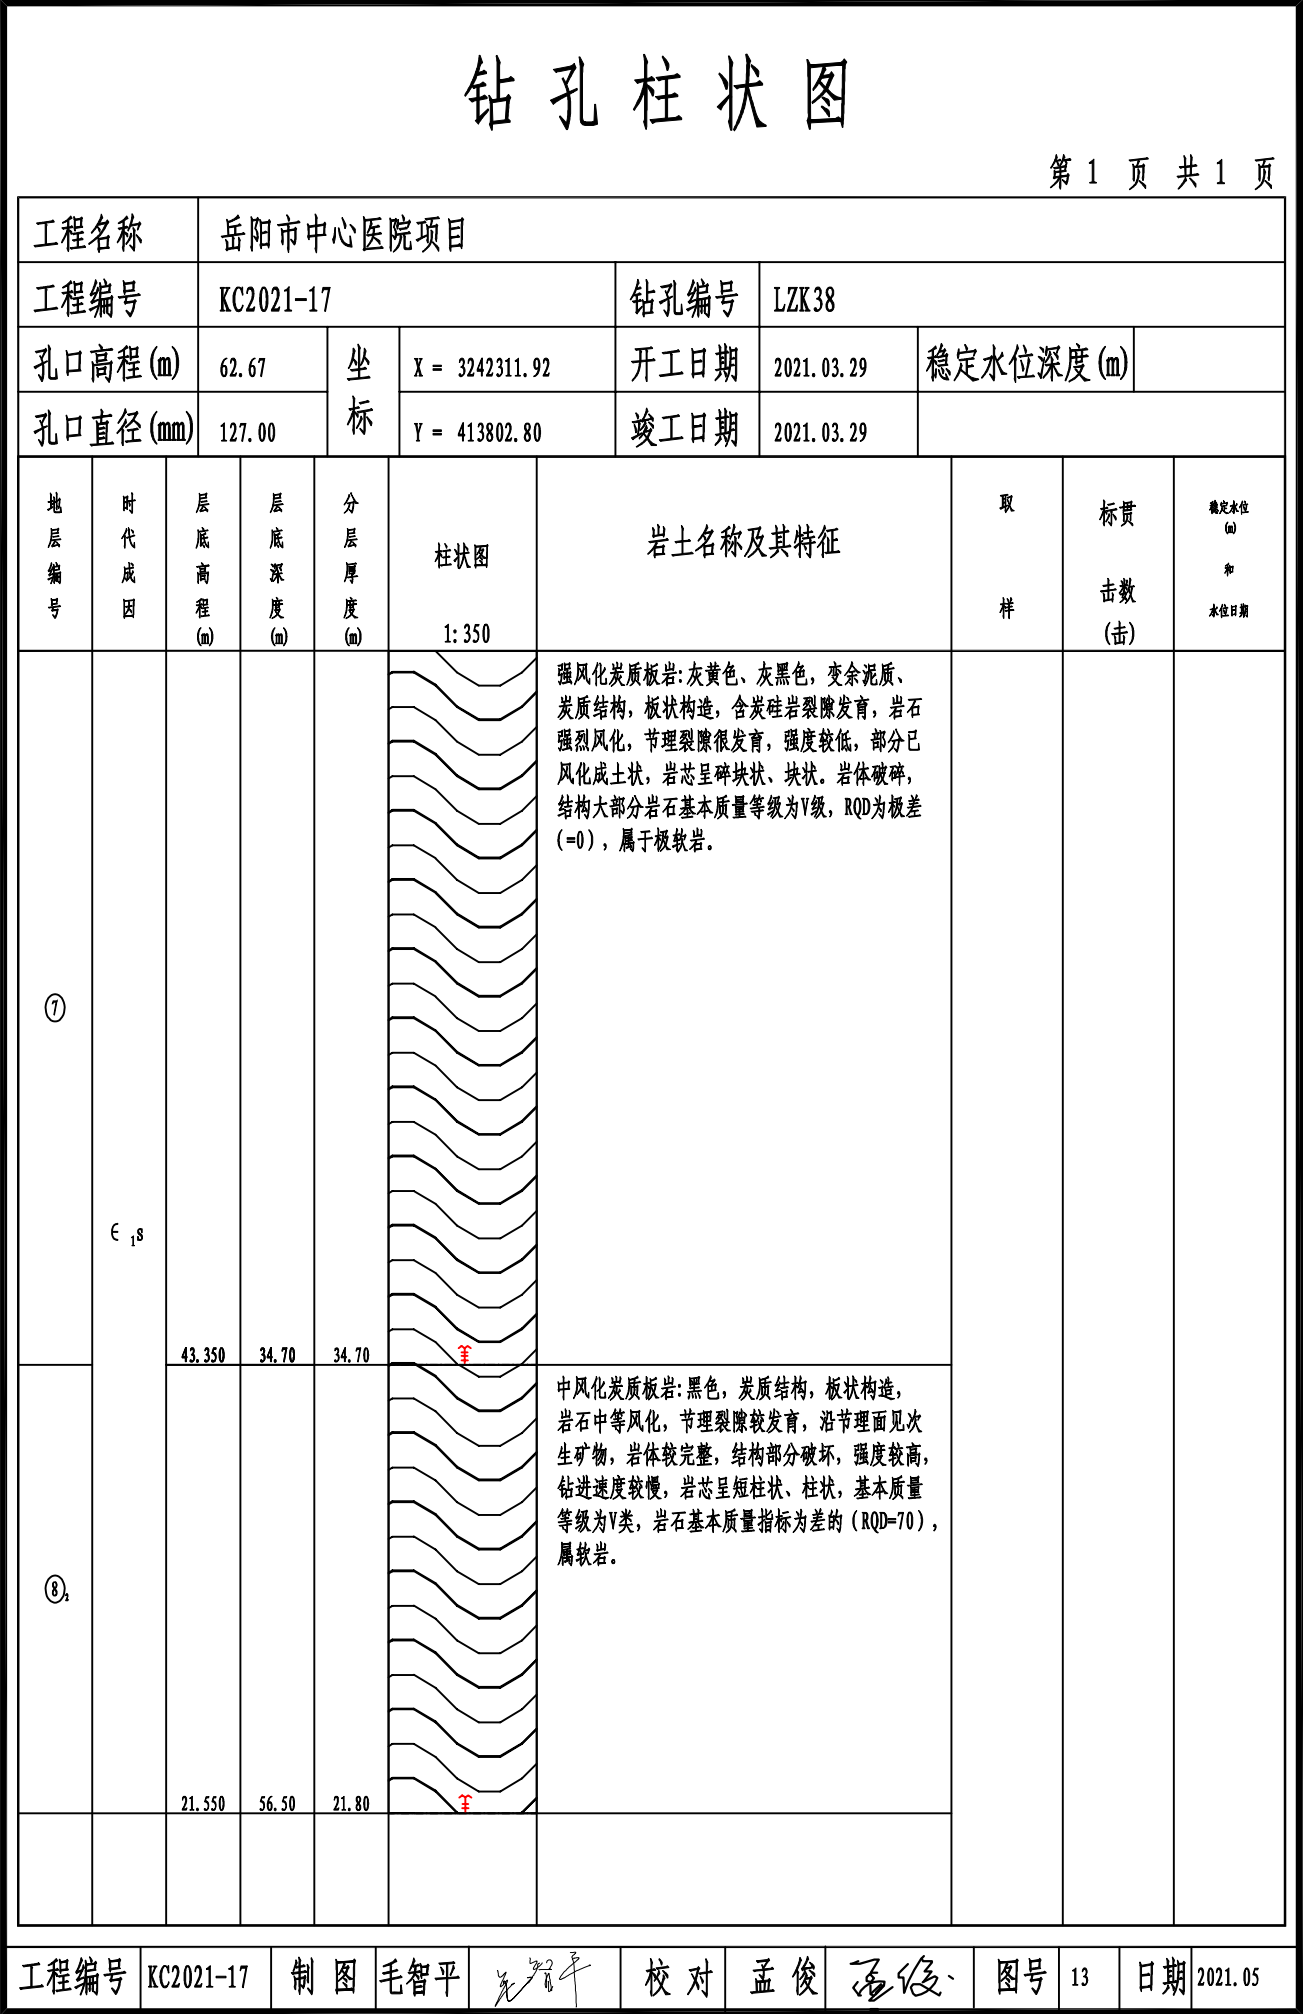 钻孔柱状图
第 1 页 共 1 页
工程名称 岳阳市中心医院项目
工程编号 KC2021-17 钻孔编号 LZK38
孔口高程(m) 62.67 坐标 X = 3242311.92 开工日期 2021.03.29 稳定水位深度(m)
孔口直径(mm) 127.00 Y = 413802.80 竣工日期 2021.03.29
地层编号 时代成因 层底高程(m) 层底深度(m) 分层厚度(m) 柱状图 1:350 岩土名称及其特征 取样 标贯击数(击) 稳定水位(m)和水位日期
强风化炭质板岩:灰黄色、灰黑色，变余泥质、
炭质结构，板状构造，含炭硅岩裂隙发育，岩石
强烈风化，节理裂隙很发育，强度较低，部分已
风化成土状，岩芯呈碎块状、块状。岩体破碎，
结构大部分岩石基本质量等级为V级，RQD为极差
(=0)，属于极软岩。
⑦
∈1s
43.350 34.70 34.70
中风化炭质板岩:黑色，炭质结构，板状构造，
岩石中等风化，节理裂隙较发育，沿节理面见次
生矿物，岩体较完整，结构部分破坏，强度较高，
钻进速度较慢，岩芯呈短柱状、柱状，基本质量
等级为V类，岩石基本质量指标为差的(RQD=70)，
属软岩。
⑧2
21.550 56.50 21.80
工程编号 KC2021-17 制图 毛智平 毛智平 校对 孟俊 孟俊 图号 13 日期 2021.05